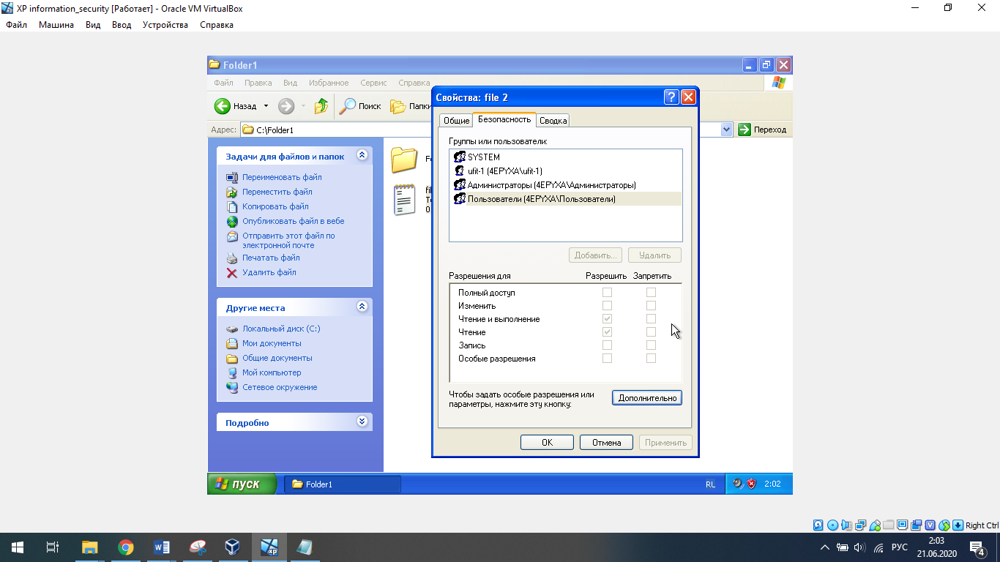 XP information_security [Работает] - Oracle VM VirtualBox
Файл Машина Вид Ввод Устройства Справка
Folder1
Файл Правка Вид Избранное Сервис Справка
Назад Поиск Папки
Адрес: C:\Folder1 Переход
Задачи для файлов и папок
Переименовать файл
Переместить файл
Копировать файл
Опубликовать файл в вебе
Отправить этот файл по
электронной почте
Печатать файл
Удалить файл
Другие места
Локальный диск (C:)
Мои документы
Общие документы
Мой компьютер
Сетевое окружение
Подробно
Свойства: file 2
Общие Безопасность Сводка
Группы или пользователи:
SYSTEM
ufit-1 (4EPYXA\ufit-1)
Администраторы (4EPYXA\Администраторы)
Пользователи (4EPYXA\Пользователи)
Добавить... Удалить
Разрешения для Разрешить Запретить
Полный доступ
Изменить
Чтение и выполнение
Чтение
Запись
Особые разрешения
Чтобы задать особые разрешения или
параметры, нажмите эту кнопку:
Дополнительно
OK Отмена Применить
пуск Folder1 RL 2:02
Right Ctrl
РУС 2:03
21.06.2020
4